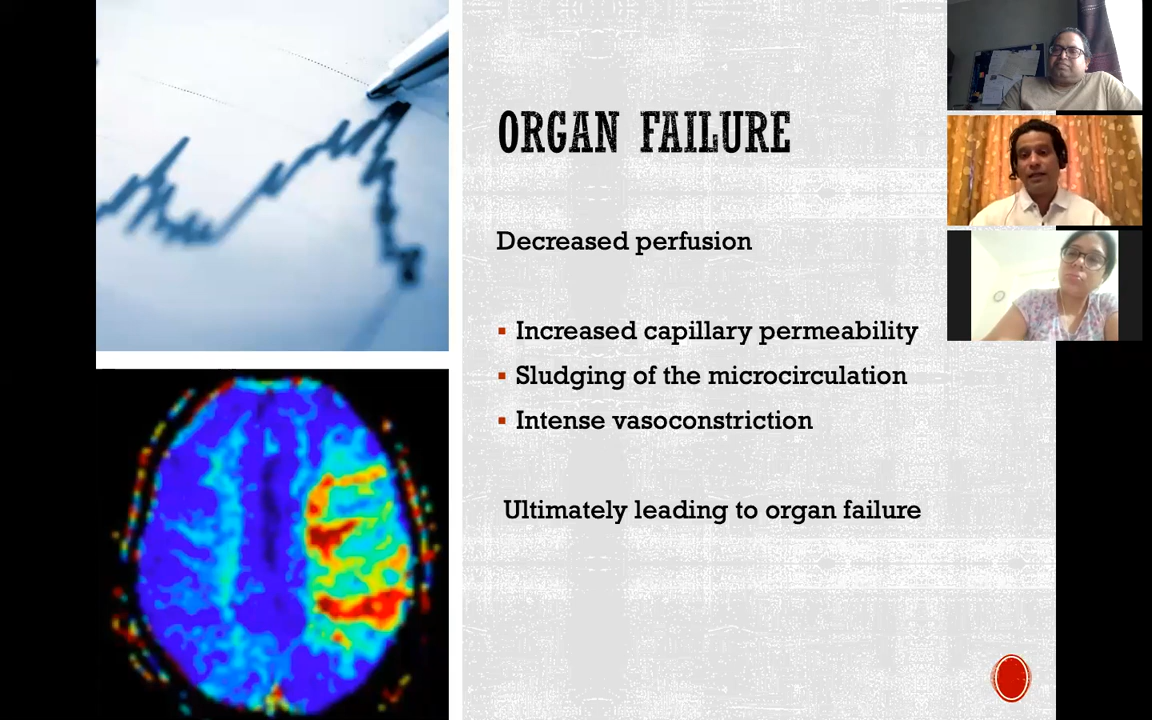 ORGAN FAILURE
Decreased perfusion
Increased capillary permeability
Sludging of the microcirculation
Intense vasoconstriction
Ultimately leading to organ failure